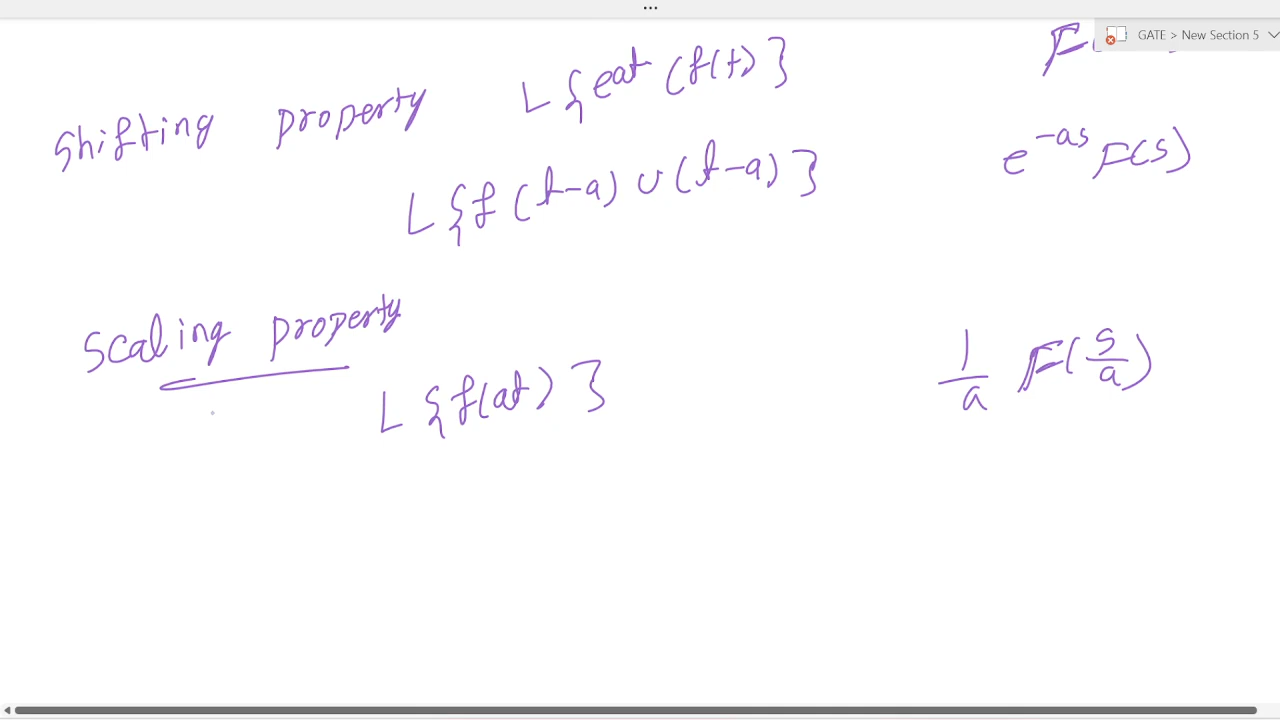 GATE > New Section 5
Shifting property L{eat (f(t)} F(
L{f(t-a) u(t-a)} e^-as F(s)
Scaling property
L{f(at)} 1/a F(s/a)